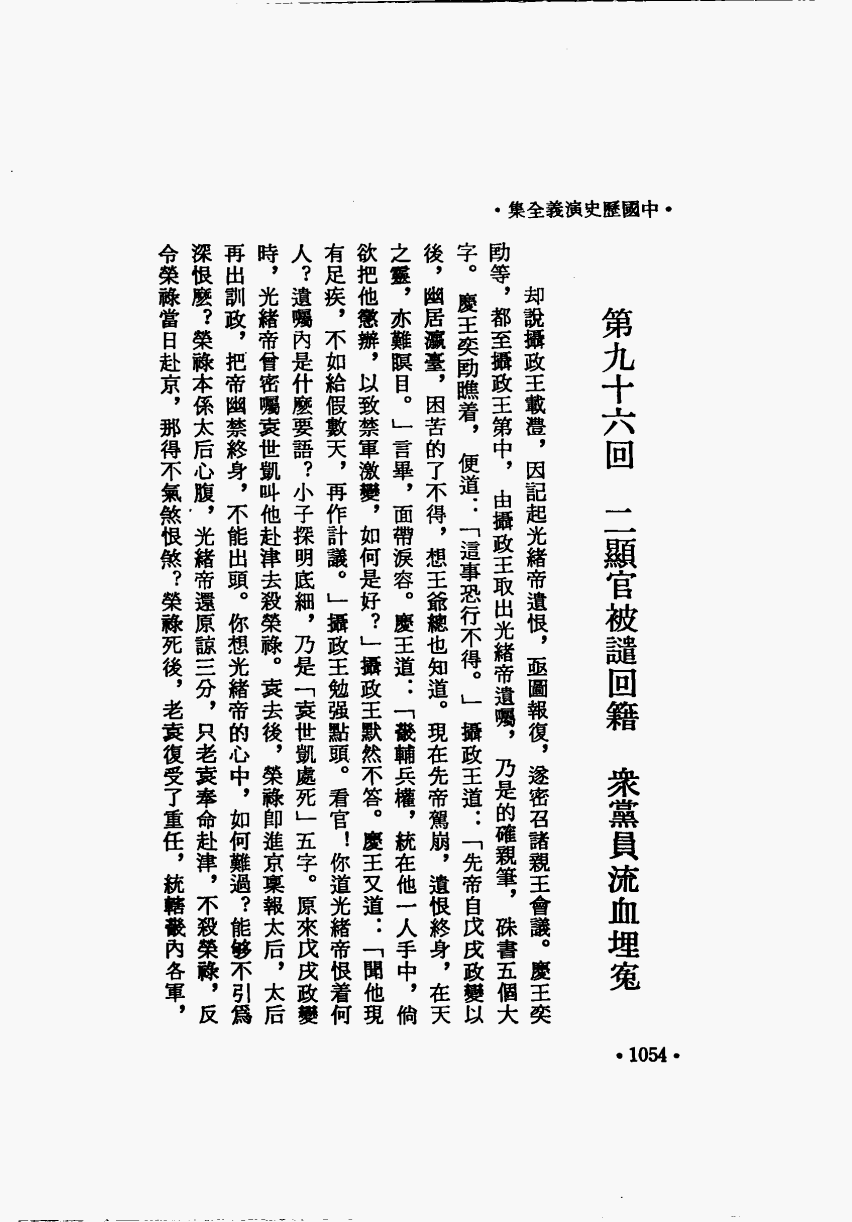 •中國歷史演義全集•
第九十六回　二顯官被譴回籍　衆黨員流血埋寃
却說攝政王載灃，因記起光緒帝遺恨，亟圖報復，遂密召諸親王會議。慶王奕
劻等，都至攝政王第中，由攝政王取出光緒帝遺囑，乃是的確親筆，硃書五個大
字。慶王奕劻瞧着，便道：「這事恐行不得。」攝政王道：「先帝自戊戌政變以
後，幽居瀛臺，困苦的了不得，想王爺總也知道。現在先帝駕崩，遺恨終身，在天
之靈，亦難瞑目。」言畢，面帶淚容。慶王道：「畿輔兵權，統在他一人手中，倘
欲把他懲辦，以致禁軍激變，如何是好？」攝政王默然不答。慶王又道：「聞他現
有足疾，不如給假數天，再作計議。」攝政王勉强點頭。看官！你道光緒帝恨着何
人？遺囑內是什麽要語？小子探明底細，乃是「袁世凱處死」五字。原來戊戌政變
時，光緒帝曾密囑袁世凱叫他赴津去殺榮祿。袁去後，榮祿卽進京稟報太后，太后
再出訓政，把帝幽禁終身，不能出頭。你想光緒帝的心中，如何難過？能够不引爲
深恨麽？榮祿本係太后心腹，光緒帝還原諒三分，只老袁奉命赴津，不殺榮祿，反
令榮祿當日赴京，那得不氣煞恨煞？榮祿死後，老袁復受了重任，統轄畿內各軍，
•1054•